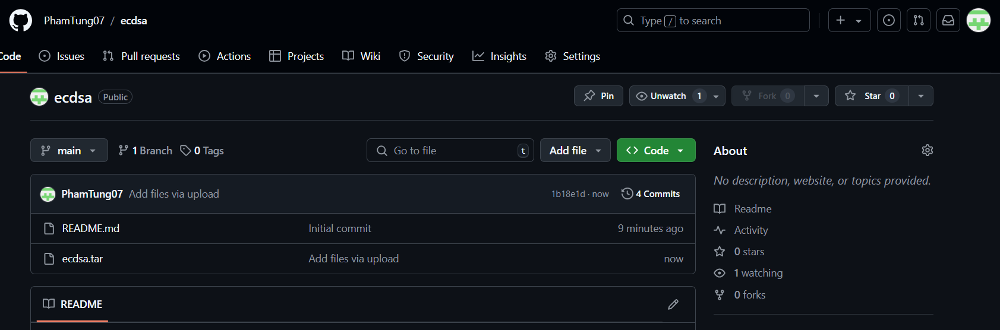 PhamTung07 / ecdsa
Type / to search
Code Issues Pull requests Actions Projects Wiki Security Insights Settings
ecdsa Public
Pin Unwatch 1 Fork 0 Star 0
main 1 Branch 0 Tags Go to file t Add file Code
PhamTung07 Add files via upload 1b18e1d · now 4 Commits
README.md Initial commit 9 minutes ago
ecdsa.tar Add files via upload now
README
About
No description, website, or topics provided.
Readme
Activity
0 stars
1 watching
0 forks